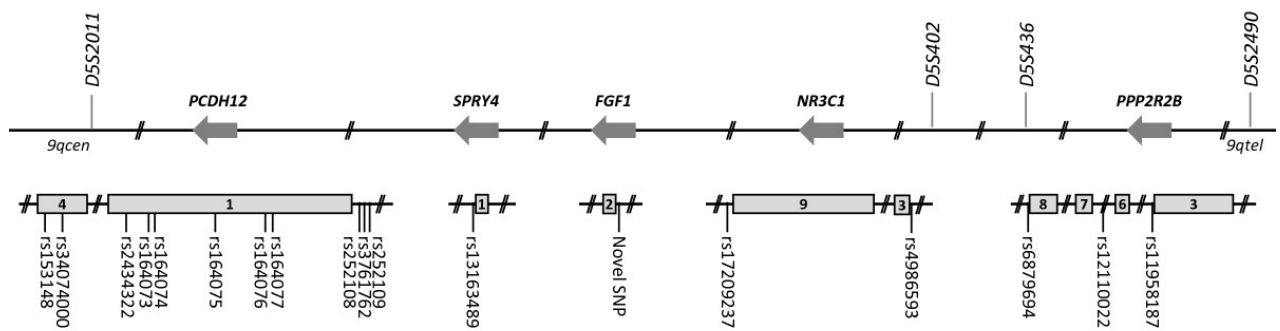 D5S2011
D5S402
D5S436
D5S2490
PCDH12
SPRY4
FGF1
NR3C1
PPP2R2B
9qcen
9qtel
4
1
1
2
9
3
8
7
6
3
rs153148
rs34074000
rs2434322
rs164073
rs164074
rs164075
rs164076
rs164077
rs252108
rs3761762
rs252109
rs13163489
Novel SNP
rs17209237
rs4986593
rs6879694
rs12110022
rs11958187